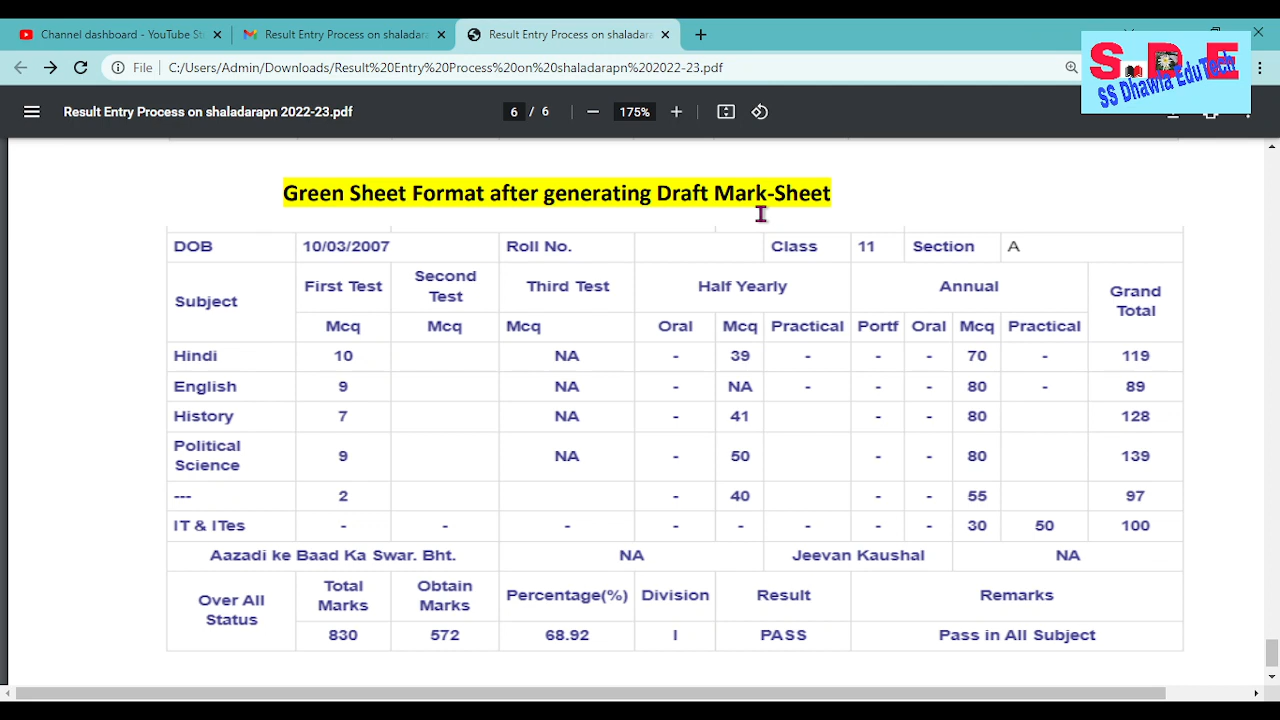 Channel dashboard - YouTube St
Result Entry Process on shaladara
Result Entry Process on shaladara
File C:/Users/Admin/Downloads/Result%20Entry%20Process%20on%20shaladarapn%202022-23.pdf
S D E
SS Dhawla EduTech
Result Entry Process on shaladarapn 2022-23.pdf 6 / 6 175%
Green Sheet Format after generating Draft Mark-Sheet
DOB 10/03/2007 Roll No. Class 11 Section A
Subject First Test Second Test Third Test Half Yearly Annual Grand Total
Mcq Mcq Mcq Oral Mcq Practical Portf Oral Mcq Practical
Hindi 10 NA - 39 - - - 70 - 119
English 9 NA - NA - - - 80 - 89
History 7 NA - 41 - - 80 128
Political Science 9 NA - 50 - - 80 139
--- 2 - 40 - - 55 97
IT & ITes - - - - - - - 30 50 100
Aazadi ke Baad Ka Swar. Bht. NA Jeevan Kaushal NA
Over All Status Total Marks Obtain Marks Percentage(%) Division Result Remarks
830 572 68.92 I PASS Pass in All Subject